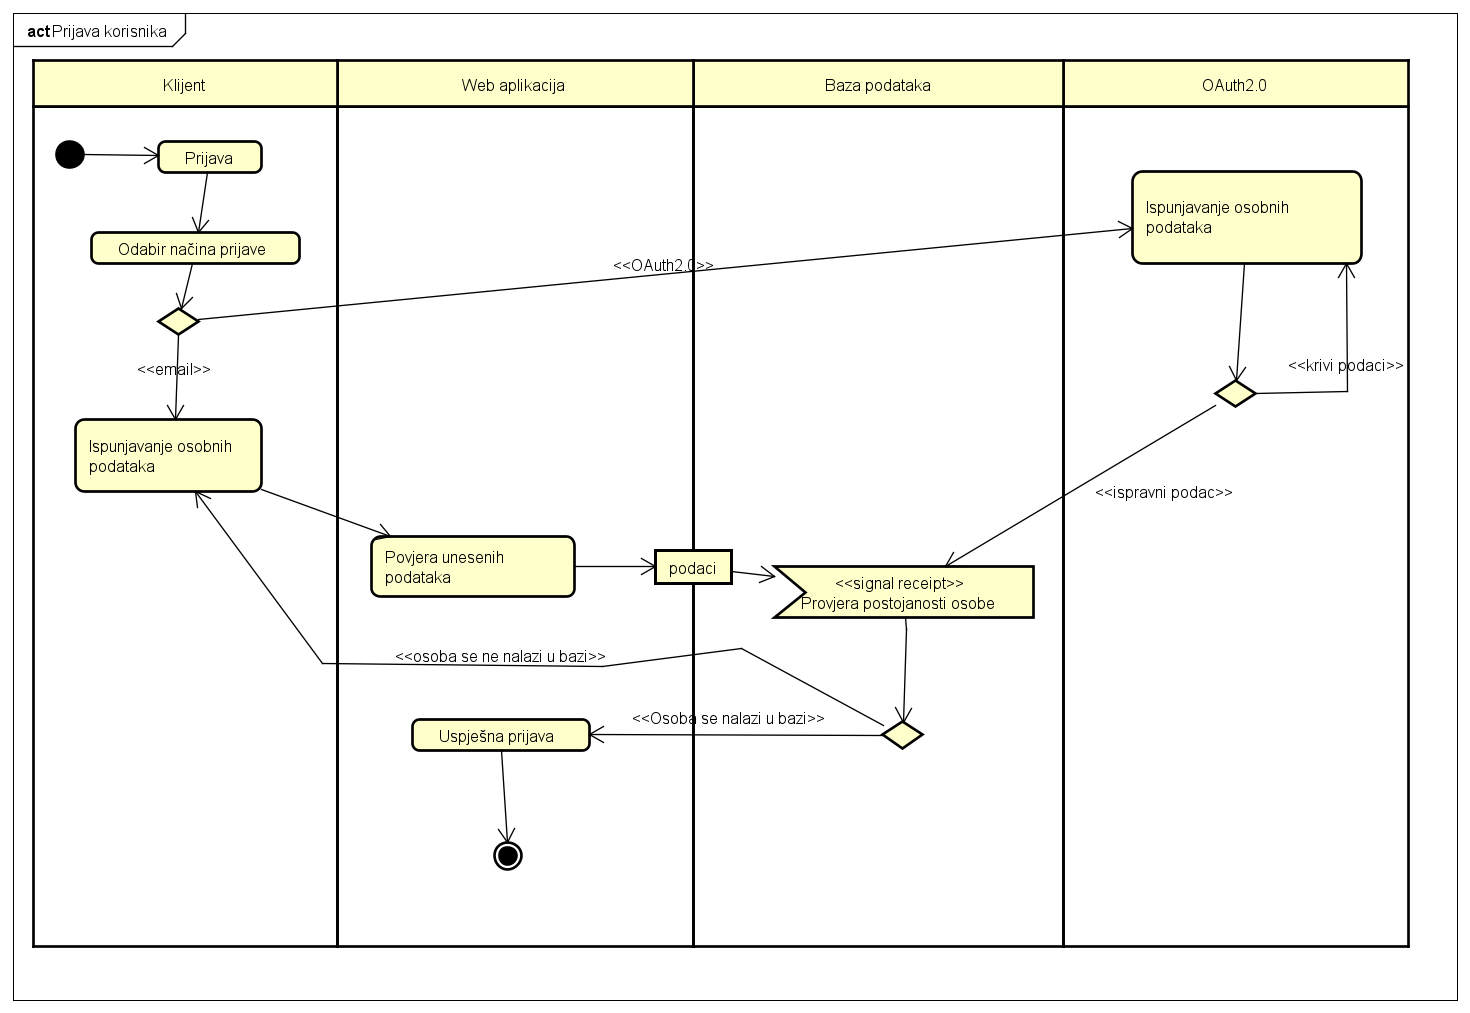 act Prijava korisnika
Klijent
Web aplikacija
Baza podataka
OAuth2.0
Prijava
Odabir načina prijave
<<OAuth2.0>>
<<email>>
Ispunjavanje osobnih
podataka
Ispunjavanje osobnih
podataka
<<krivi podaci>>
<<ispravni podac>>
Povjera unesenih
podataka
podaci
<<signal receipt>>
Provjera postojanosti osobe
<<osoba se ne nalazi u bazi>>
<<Osoba se nalazi u bazi>>
Uspješna prijava